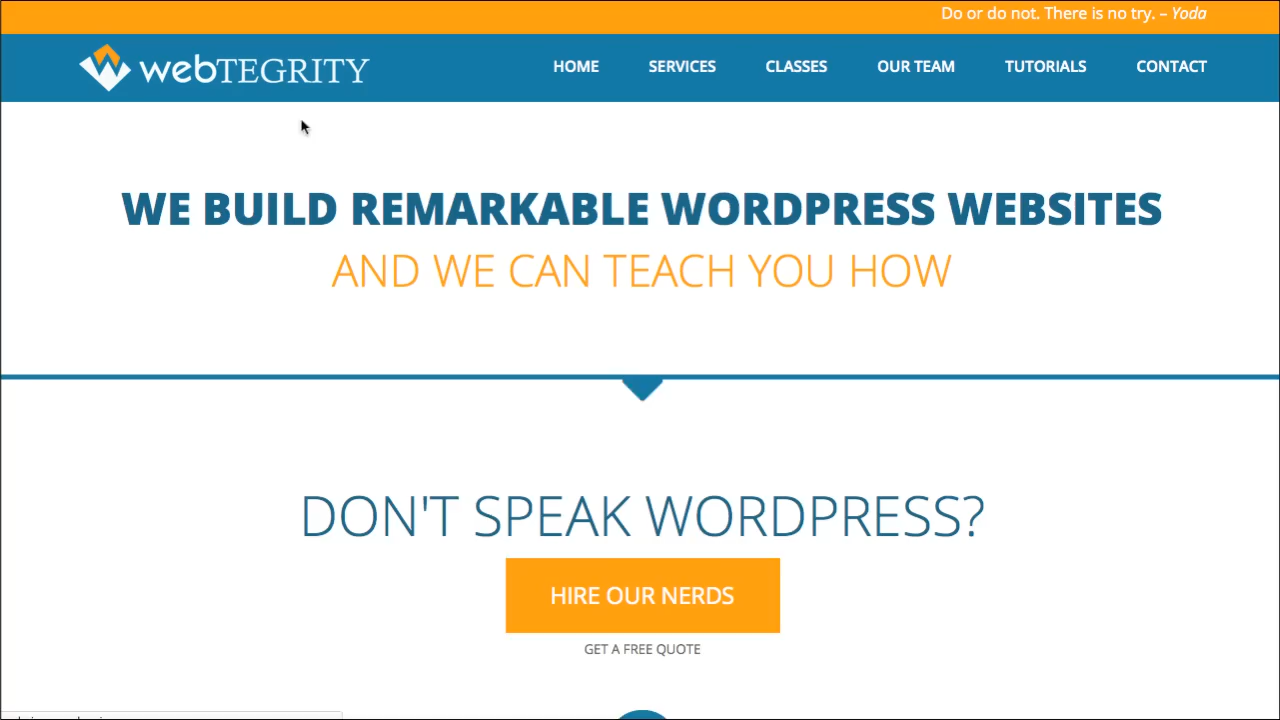 Do or do not. There is no try. – Yoda
webTEGRITY
HOME SERVICES CLASSES OUR TEAM TUTORIALS CONTACT
WE BUILD REMARKABLE WORDPRESS WEBSITES
AND WE CAN TEACH YOU HOW
DON'T SPEAK WORDPRESS?
HIRE OUR NERDS
GET A FREE QUOTE